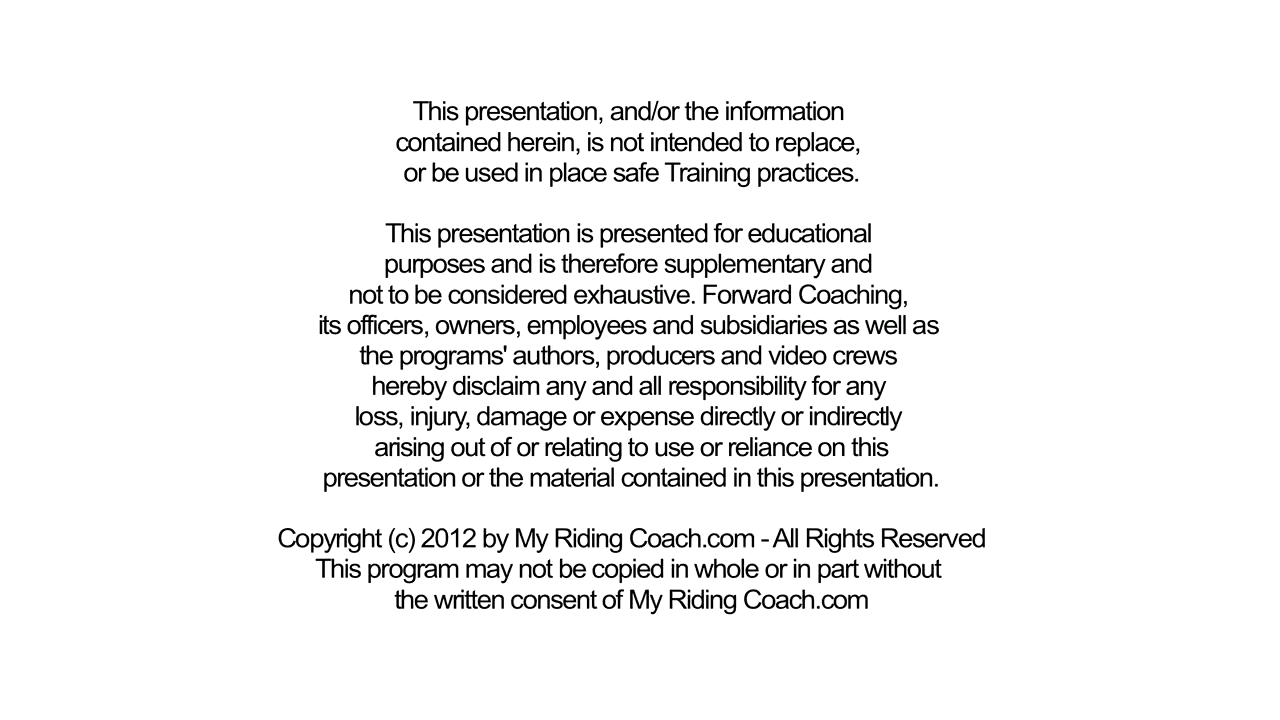 This presentation, and/or the information
contained herein, is not intended to replace,
or be used in place safe Training practices.
This presentation is presented for educational
purposes and is therefore supplementary and
not to be considered exhaustive. Forward Coaching,
its officers, owners, employees and subsidiaries as well as
the programs' authors, producers and video crews
hereby disclaim any and all responsibility for any
loss, injury, damage or expense directly or indirectly
arising out of or relating to use or reliance on this
presentation or the material contained in this presentation.
Copyright (c) 2012 by My Riding Coach.com - All Rights Reserved
This program may not be copied in whole or in part without
the written consent of My Riding Coach.com